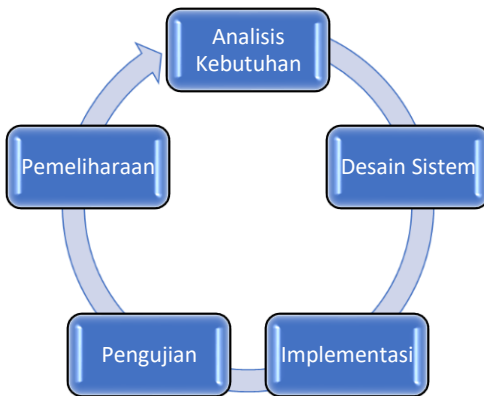 Analisis
Kebutuhan
Desain Sistem
Implementasi
Pengujian
Pemeliharaan